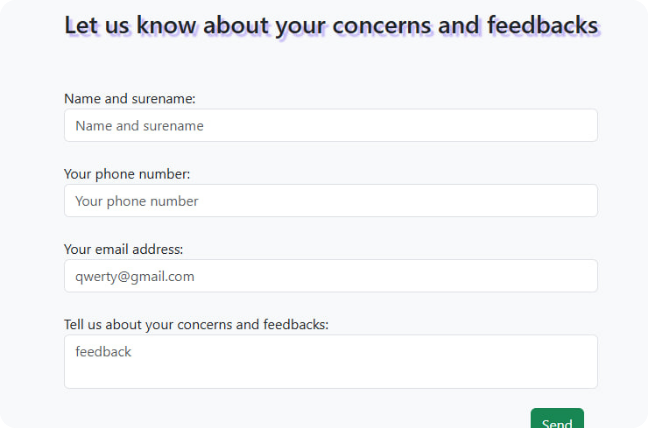 Let us know about your concerns and feedbacks
Name and surename:
Name and surename
Your phone number:
Your phone number
Your email address:
qwerty@gmail.com
Tell us about your concerns and feedbacks:
feedback
Send